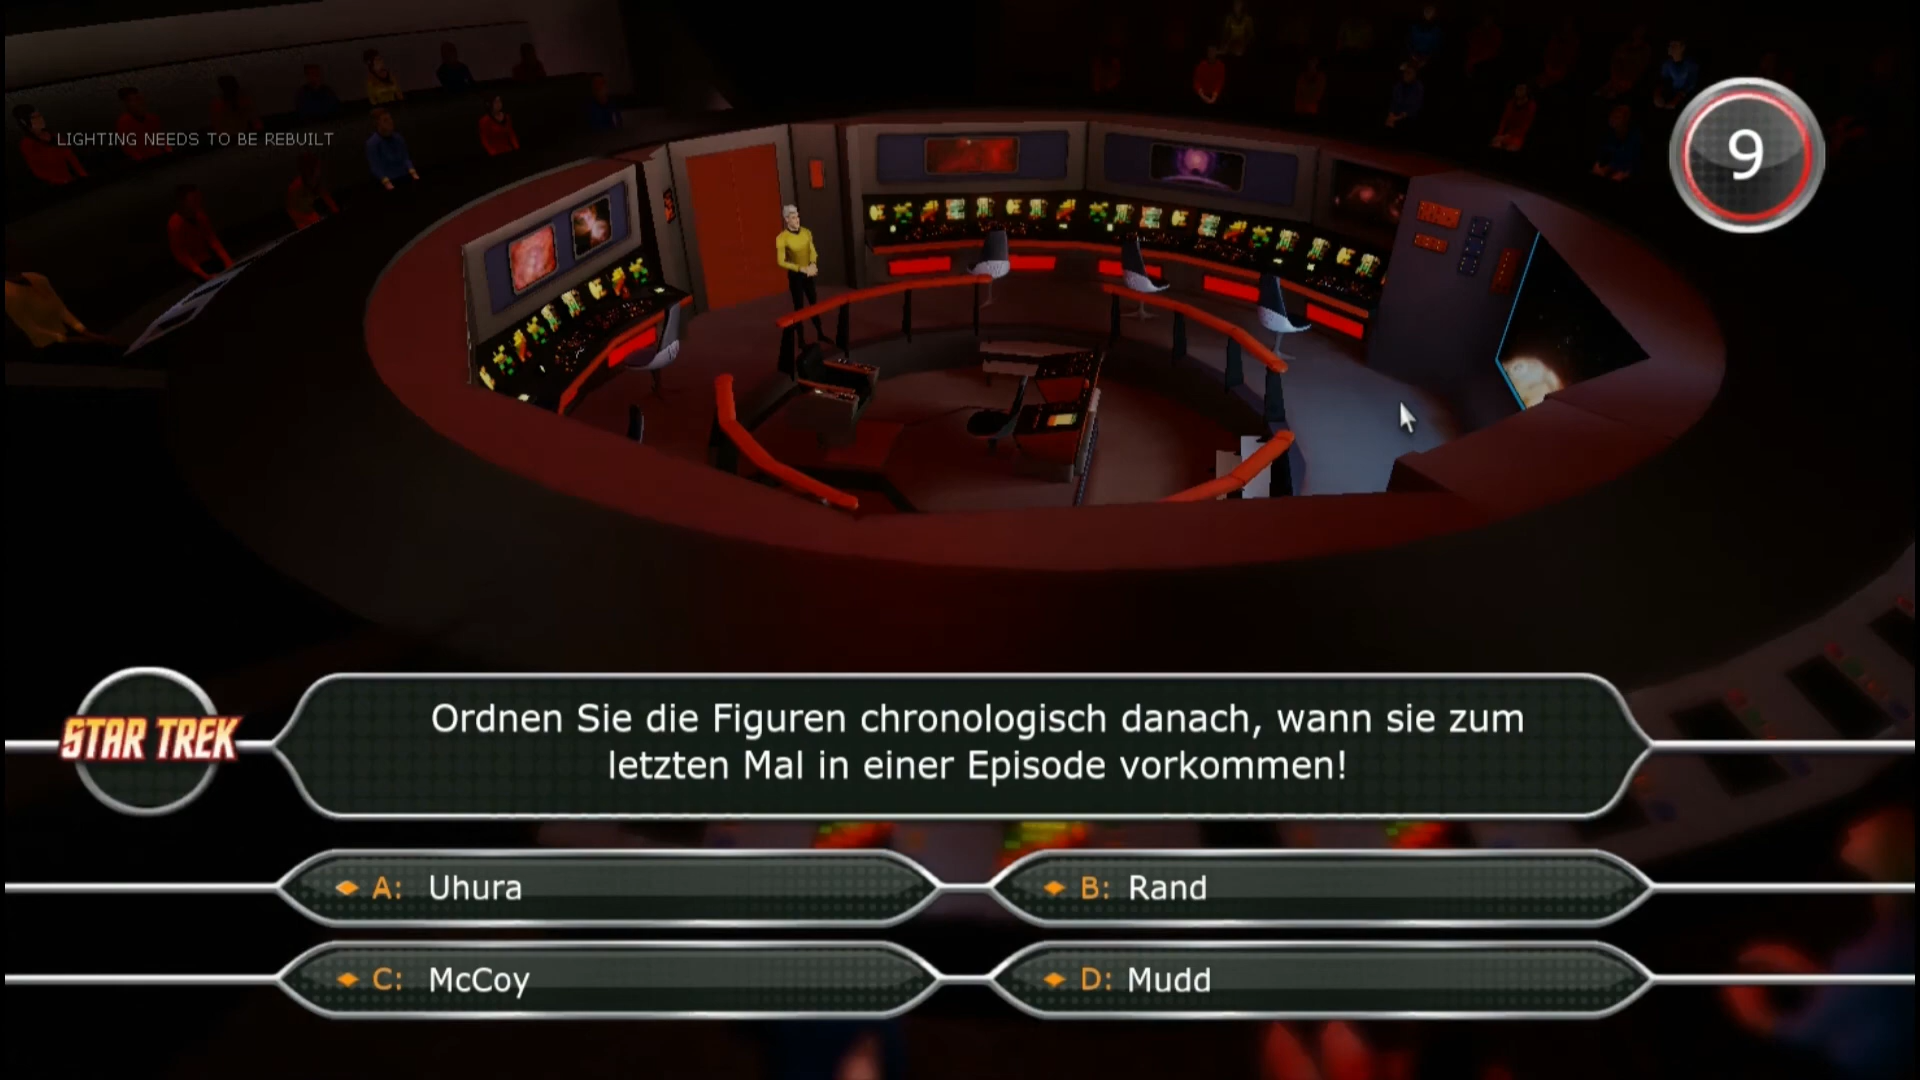 LIGHTING NEEDS TO BE REBUILT
9
STAR TREK
Ordnen Sie die Figuren chronologisch danach, wann sie zum
letzten Mal in einer Episode vorkommen!
A: Uhura
B: Rand
C: McCoy
D: Mudd